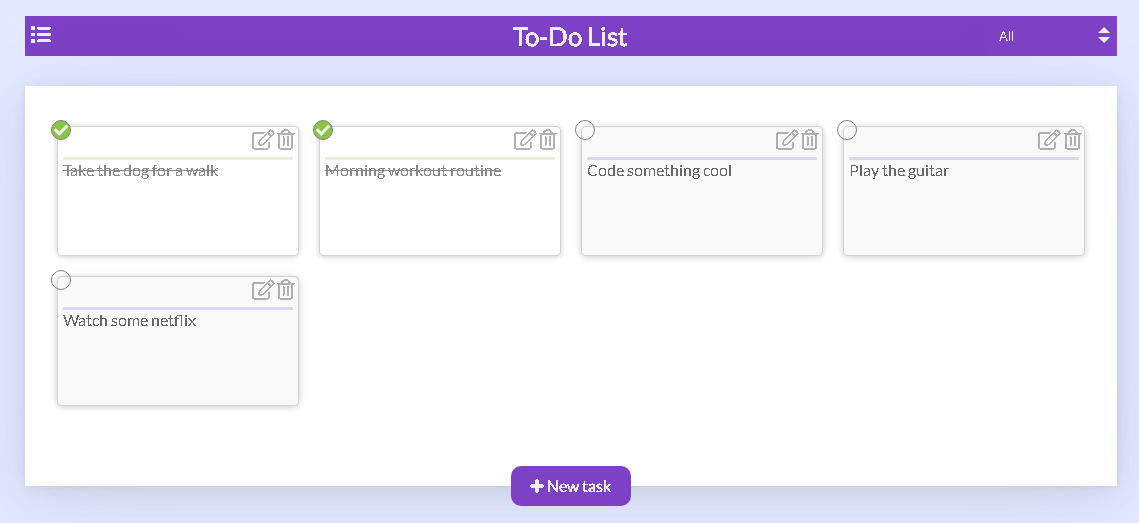 To-Do List
All
Take the dog for a walk
Morning workout routine
Code something cool
Play the guitar
Watch some netflix
New task